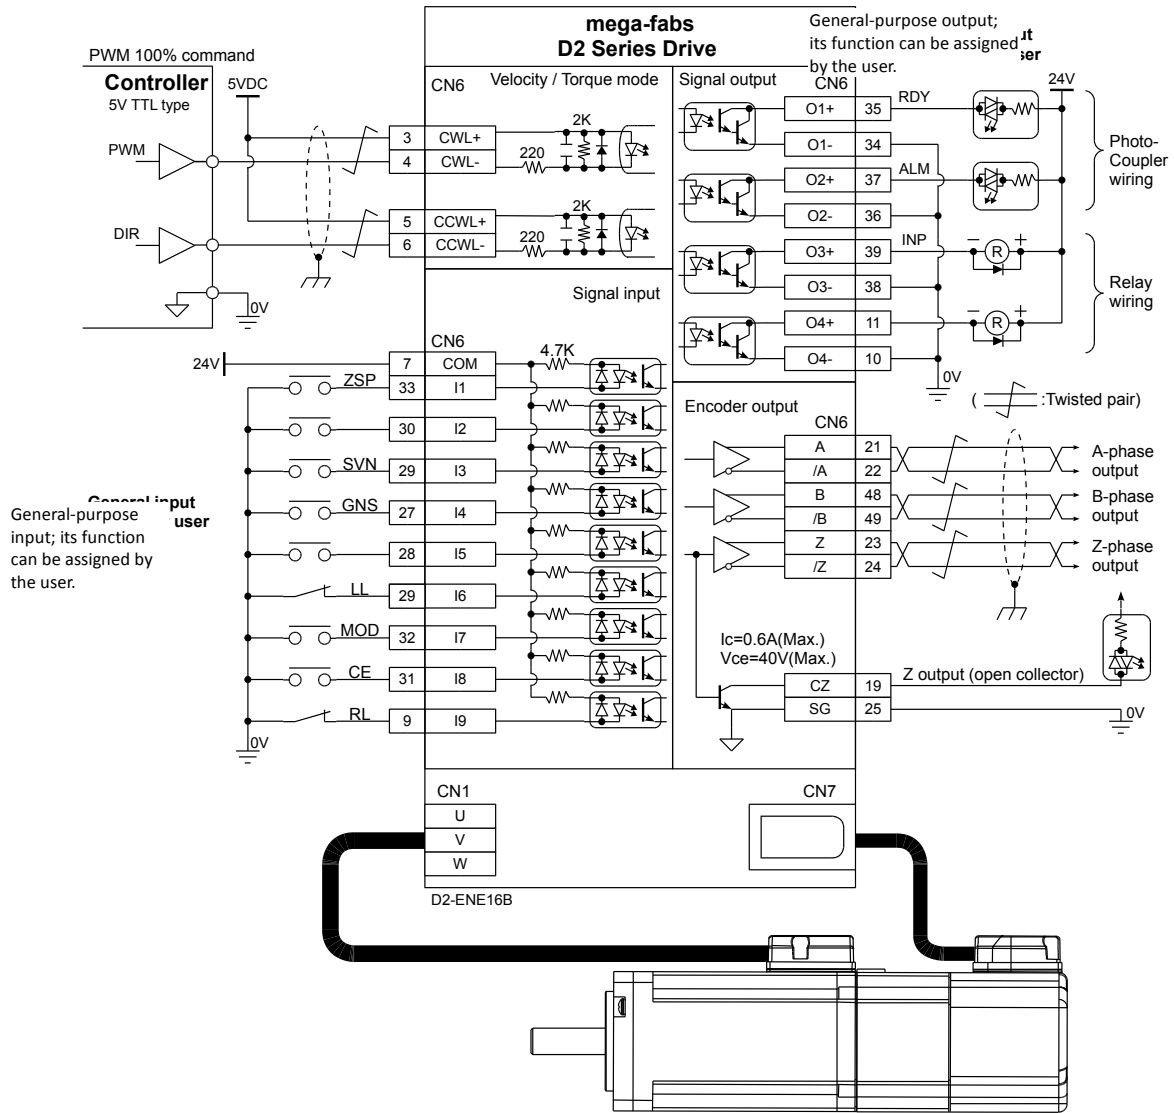 mega-fabs
D2 Series Drive
General-purpose output;
its function can be assigned
by the user.
ut
ser
PWM 100% command
Controller
5V TTL type
5VDC
PWM
DIR
0V
CN6
Velocity / Torque mode
3 CWL+
4 CWL-
220
2K
5 CCWL+
6 CCWL-
220
2K
Signal input
CN6
24V
7 COM
4.7K
ZSP 33 I1
30 I2
SVN 29 I3
GNS 27 I4
28 I5
LL 29 I6
MOD 32 I7
CE 31 I8
RL 9 I9
0V
General input
user
General-purpose
input; its function
can be assigned by
the user.
Signal output
CN6
24V
O1+ 35 RDY
O1- 34
O2+ 37 ALM
O2- 36
O3+ 39 INP
O3- 38
O4+ 11
O4- 10
R
R
0V
Photo-
Coupler
wiring
Relay
wiring
( :Twisted pair)
Encoder output
CN6
A 21
/A 22
B 48
/B 49
Z 23
/Z 24
A-phase
output
B-phase
output
Z-phase
output
Ic=0.6A(Max.)
Vce=40V(Max.)
CZ 19
SG 25
Z output (open collector)
0V
CN1
U
V
W
CN7
D2-ENE16B